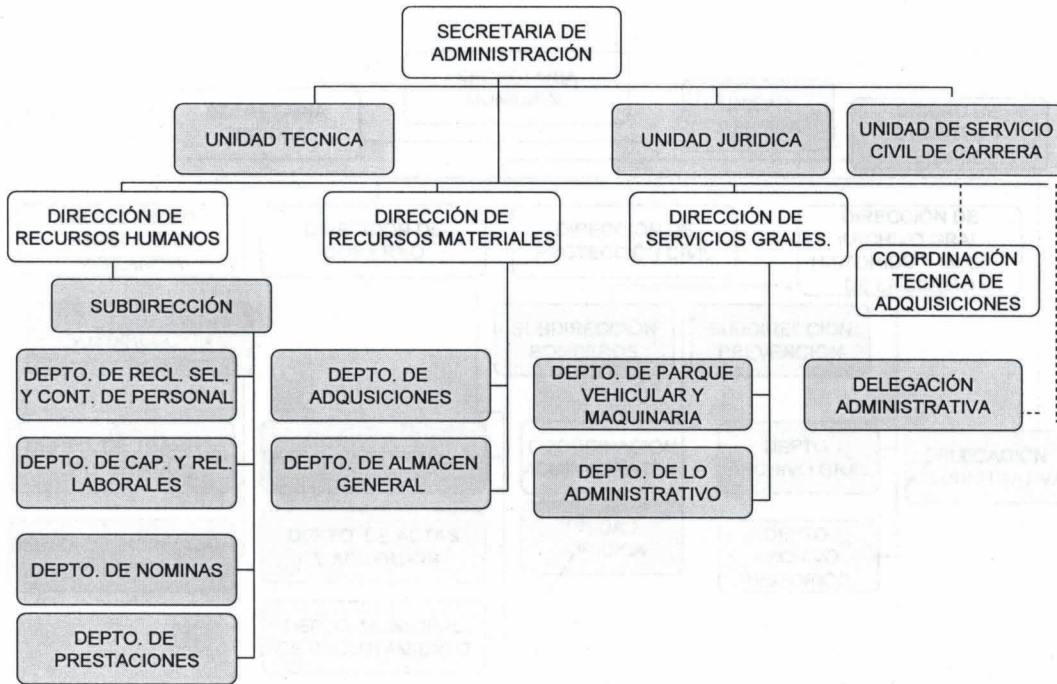 SECRETARIA DE
ADMINISTRACIÓN
UNIDAD TECNICA
UNIDAD JURIDICA
UNIDAD DE SERVICIO
CIVIL DE CARRERA
DIRECCIÓN DE
RECURSOS HUMANOS
DIRECCIÓN DE
RECURSOS MATERIALES
DIRECCIÓN DE
SERVICIOS GRALES.
COORDINACIÓN
TECNICA DE
ADQUISICIONES
SUBDIRECCIÓN
DEPTO. DE RECL. SEL.
Y CONT. DE PERSONAL
DEPTO. DE
ADQUSICIONES
DEPTO. DE PARQUE
VEHICULAR Y
MAQUINARIA
DELEGACIÓN
ADMINISTRATIVA
DEPTO. DE CAP. Y REL.
LABORALES
DEPTO. DE ALMACEN
GENERAL
DEPTO. DE LO
ADMINISTRATIVO
DEPTO. DE NOMINAS
DEPTO. DE
PRESTACIONES